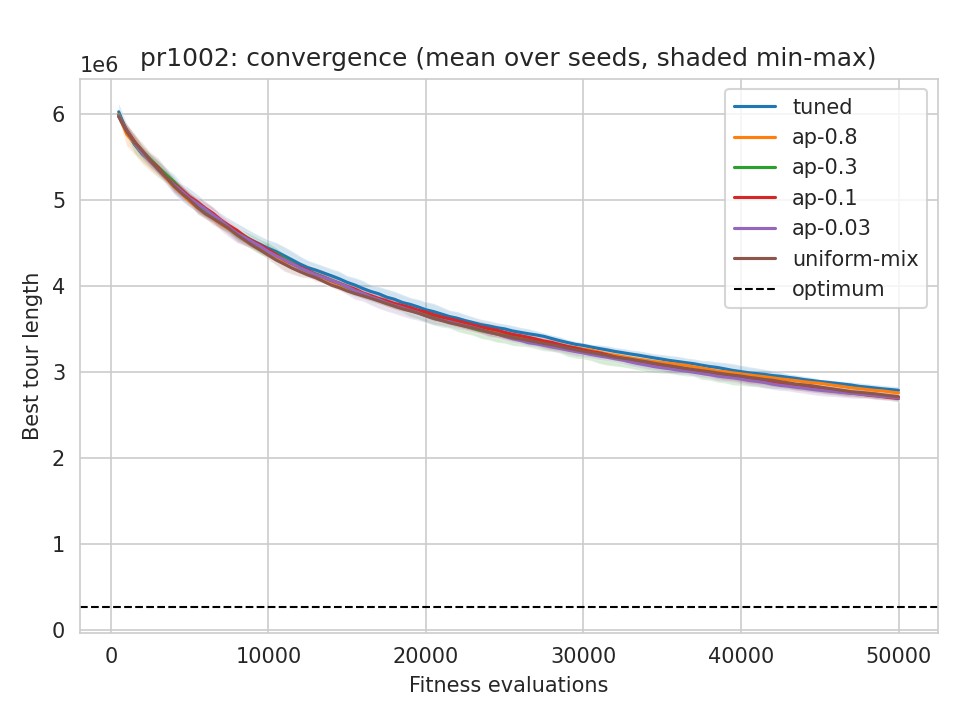 pr1002: convergence (mean over seeds, shaded min-max)
1e6
6
5
4
3
2
1
0
Best tour length
tuned
ap-0.8
ap-0.3
ap-0.1
ap-0.03
uniform-mix
optimum
0 10000 20000 30000 40000 50000
Fitness evaluations